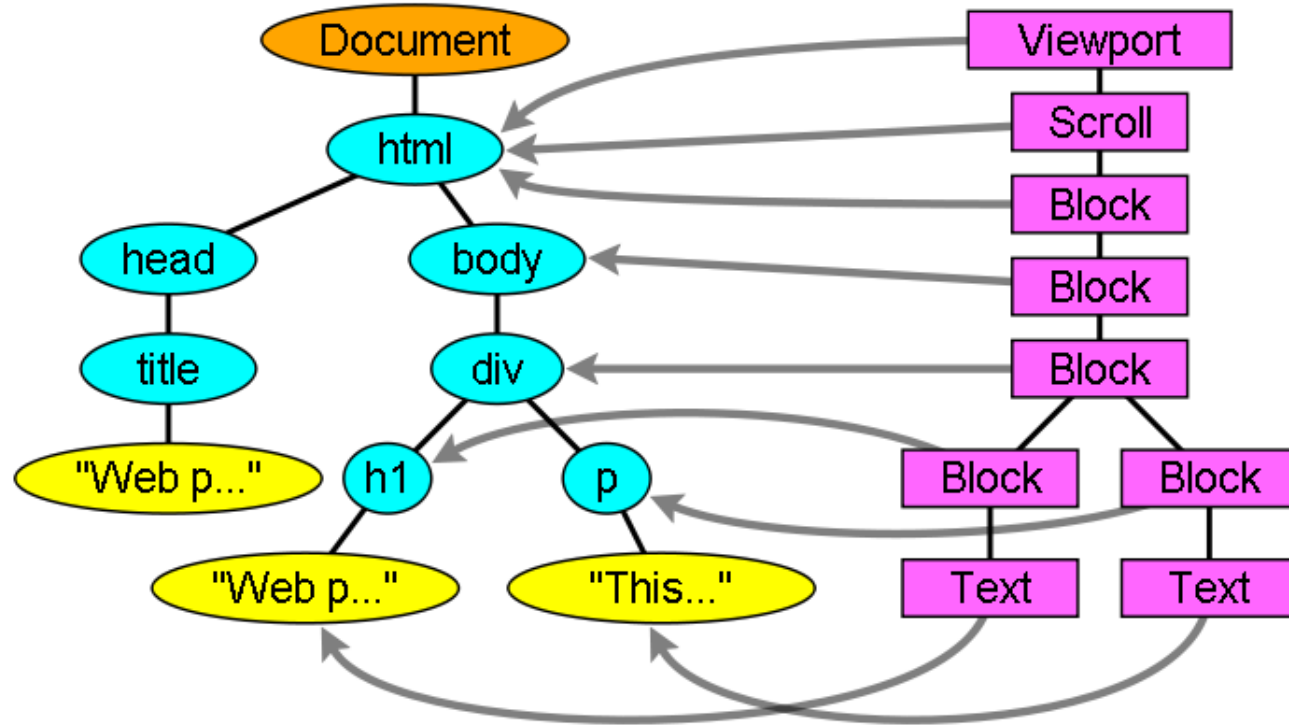 Document
Viewport
html
Scroll
Block
head
body
Block
title
div
Block
"Web p..."
h1
p
Block
Block
"Web p..."
"This..."
Text
Text